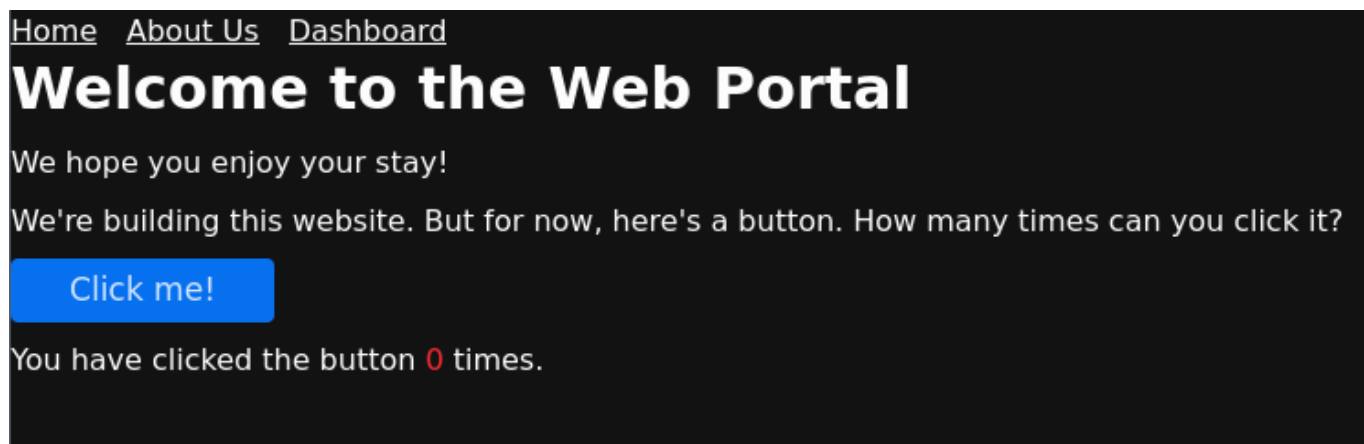 Home About Us Dashboard
Welcome to the Web Portal
We hope you enjoy your stay!
We're building this website. But for now, here's a button. How many times can you click it?
Click me!
You have clicked the button 0 times.